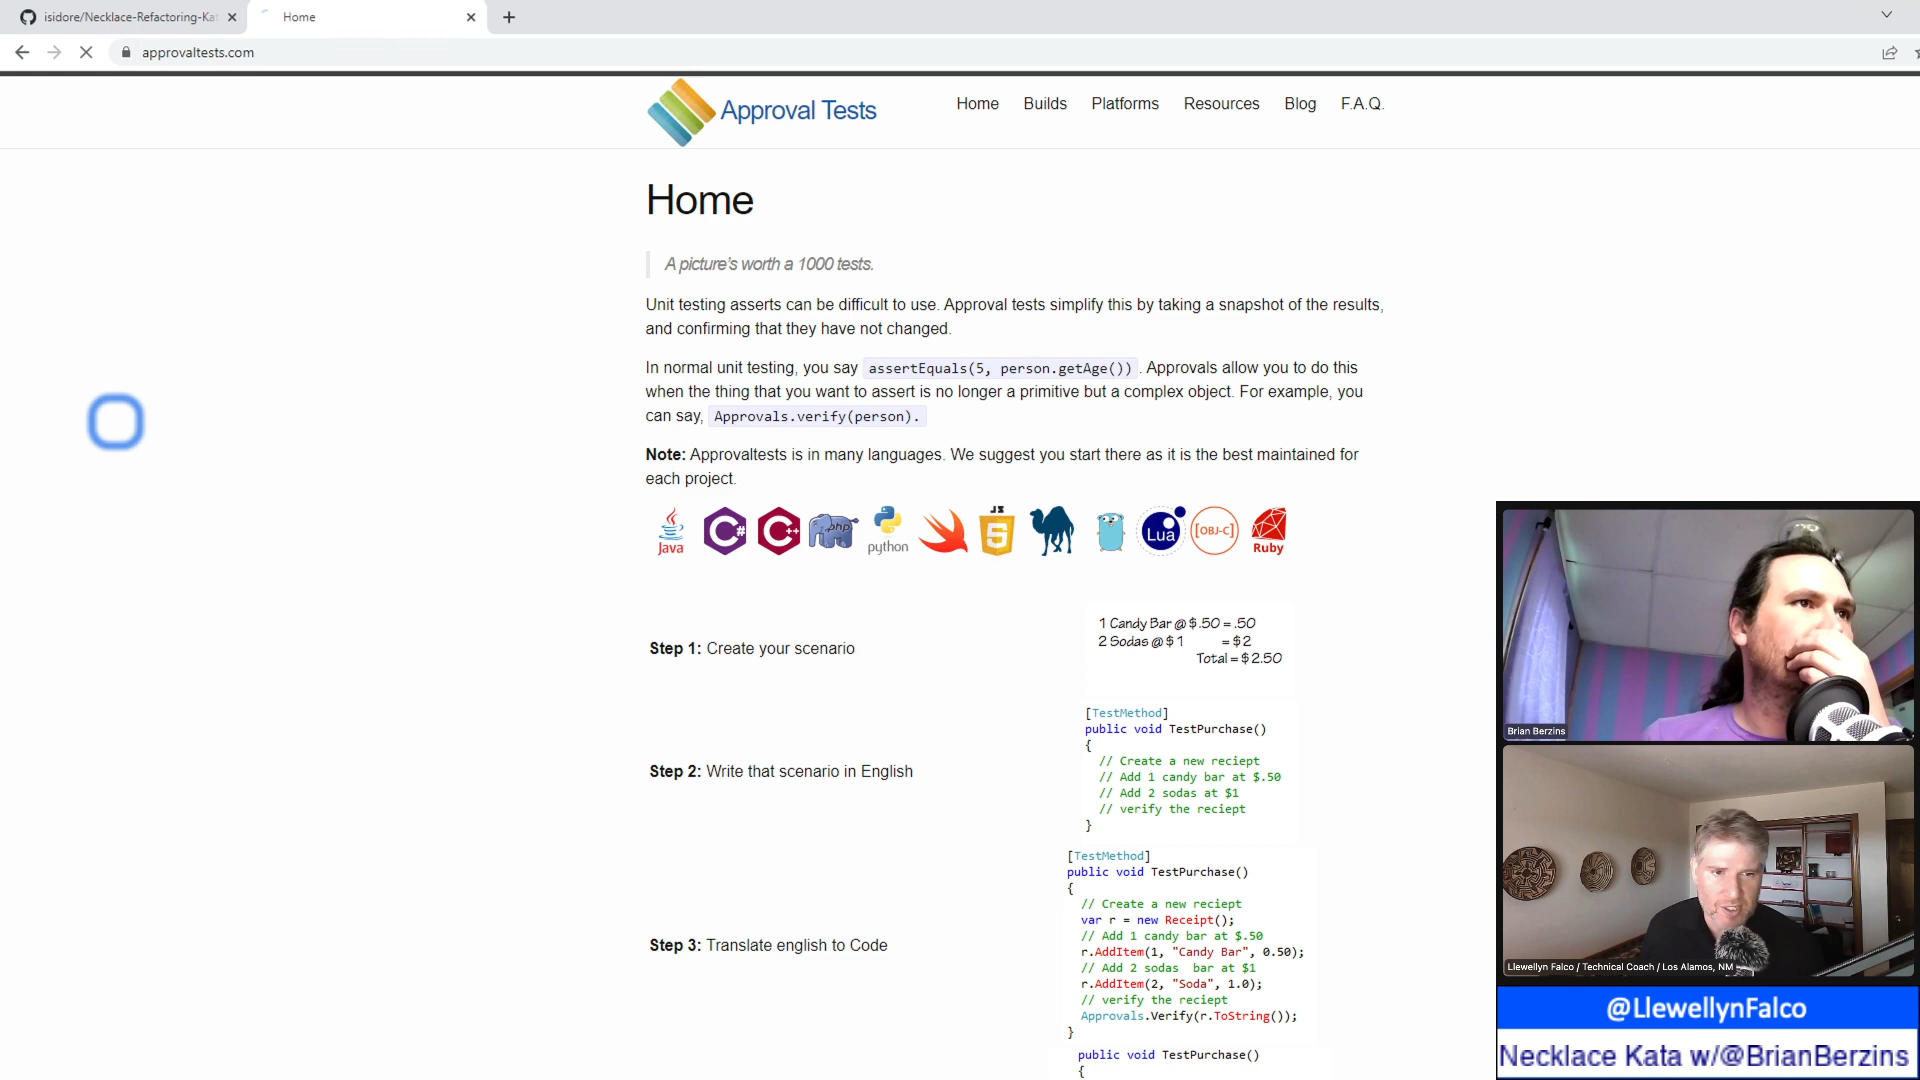 isidore/Necklace-Refactoring-Kat
Home
approvaltests.com
Approval Tests
Home Builds Platforms Resources Blog F.A.Q.
Home
A picture's worth a 1000 tests.
Unit testing asserts can be difficult to use. Approval tests simplify this by taking a snapshot of the results,
and confirming that they have not changed.
In normal unit testing, you say assertEquals(5, person.getAge()) . Approvals allow you to do this
when the thing that you want to assert is no longer a primitive but a complex object. For example, you
can say, Approvals.verify(person).
Note: Approvaltests is in many languages. We suggest you start there as it is the best maintained for
each project.
Java
C#
C++
php
python
JS
5
Lua
[OBJ-C]
Ruby
Step 1: Create your scenario
1 Candy Bar @ $.50 = .50
2 Sodas @ $1 = $2
Total = $2.50
Step 2: Write that scenario in English
[TestMethod]
public void TestPurchase()
{
// Create a new reciept
// Add 1 candy bar at $.50
// Add 2 sodas at $1
// verify the reciept
}
Step 3: Translate english to Code
[TestMethod]
public void TestPurchase()
{
// Create a new reciept
var r = new Receipt();
// Add 1 candy bar at $.50
r.AddItem(1, "Candy Bar", 0.50);
// Add 2 sodas bar at $1
r.AddItem(2, "Soda", 1.0);
// verify the reciept
Approvals.Verify(r.ToString());
}
public void TestPurchase()
{
Brian Berzins
Llewellyn Falco / Technical Coach / Los Alamos, NM
@LlewellynFalco
Necklace Kata w/@BrianBerzins